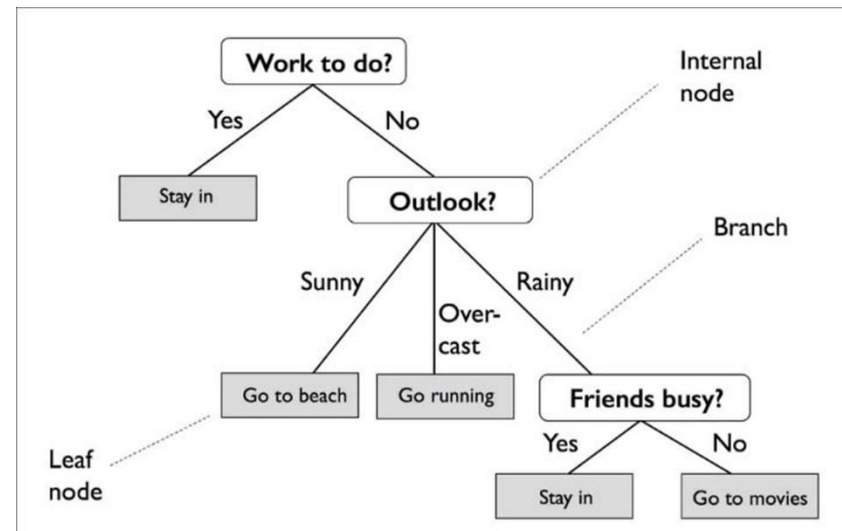 Work to do?
Internal
node
Yes
No
Stay in
Outlook?
Branch
Sunny
Rainy
Over-
cast
Go to beach
Go running
Friends busy?
Yes
No
Leaf
node
Stay in
Go to movies